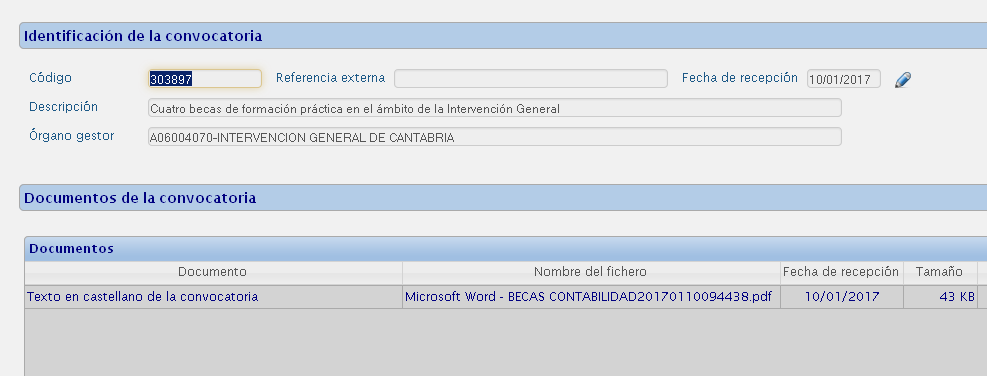 Identificación de la convocatoria
Código 303897 Referencia externa Fecha de recepción 10/01/2017
Descripción Cuatro becas de formación práctica en el ámbito de la Intervención General
Órgano gestor A06004070-INTERVENCION GENERAL DE CANTABRIA
Documentos de la convocatoria
Documentos
Documento Nombre del fichero Fecha de recepción Tamaño
Texto en castellano de la convocatoria Microsoft Word - BECAS CONTABILIDAD20170110094438.pdf 10/01/2017 43 KB